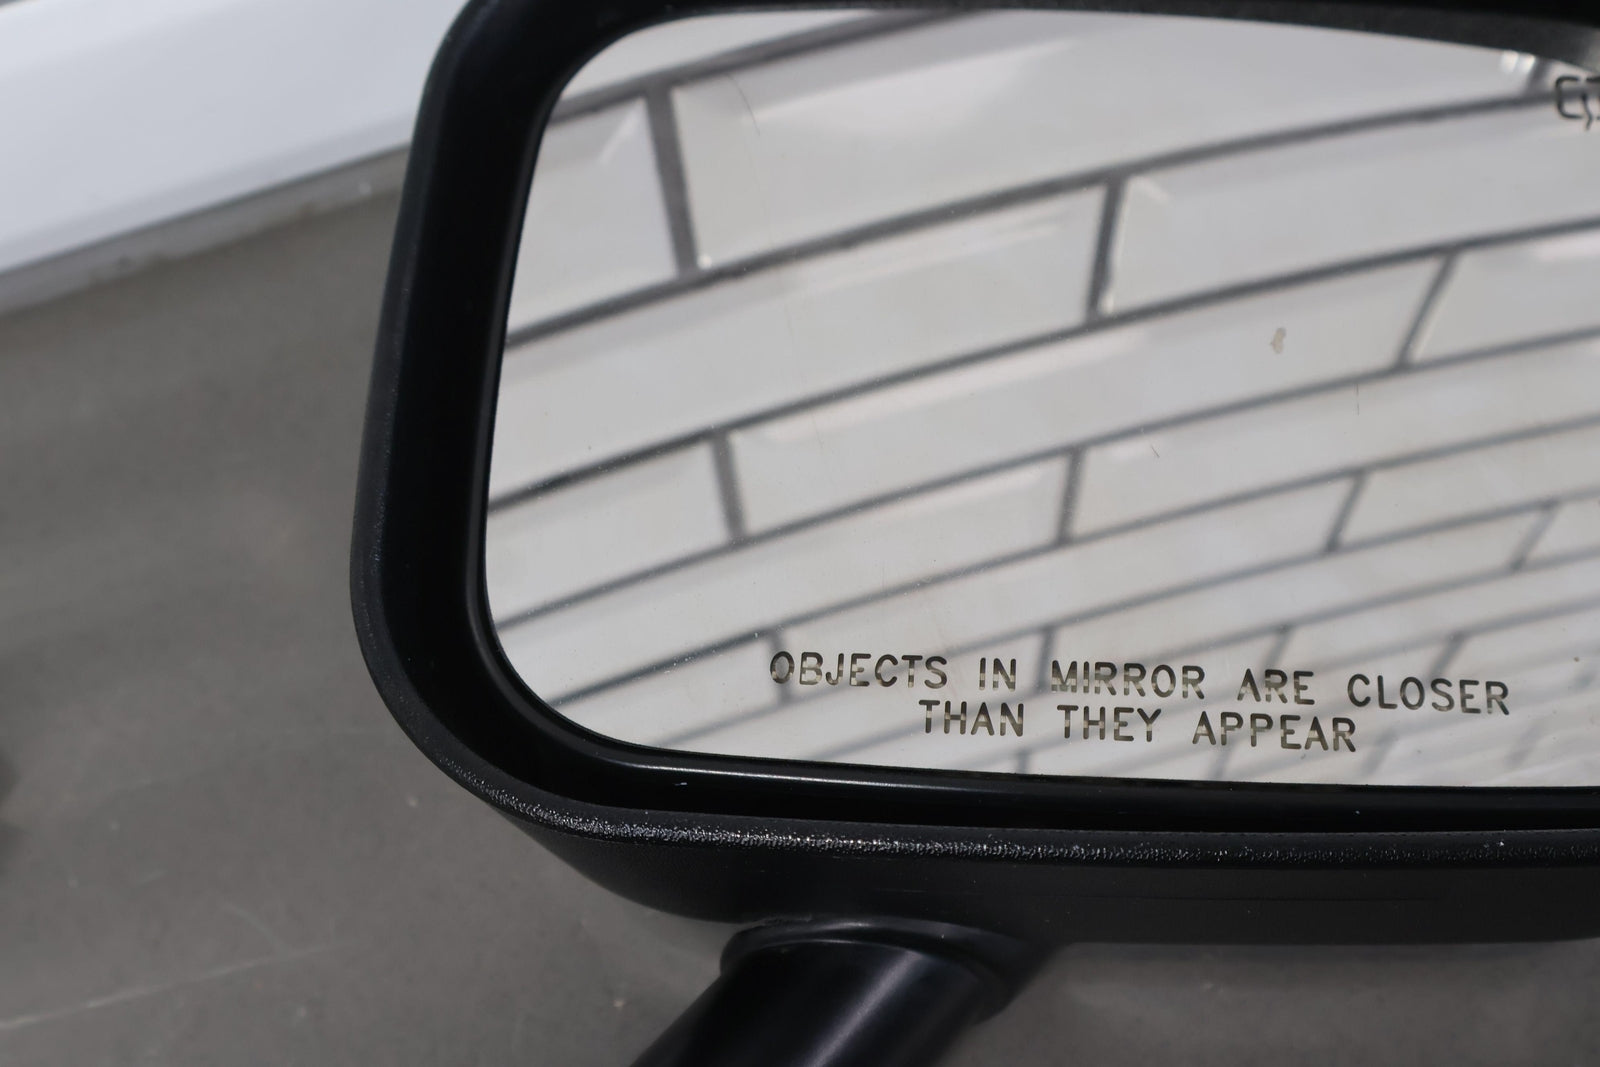 OBJECTS IN MIRROR ARE CLOSER
THAN THEY APPEAR